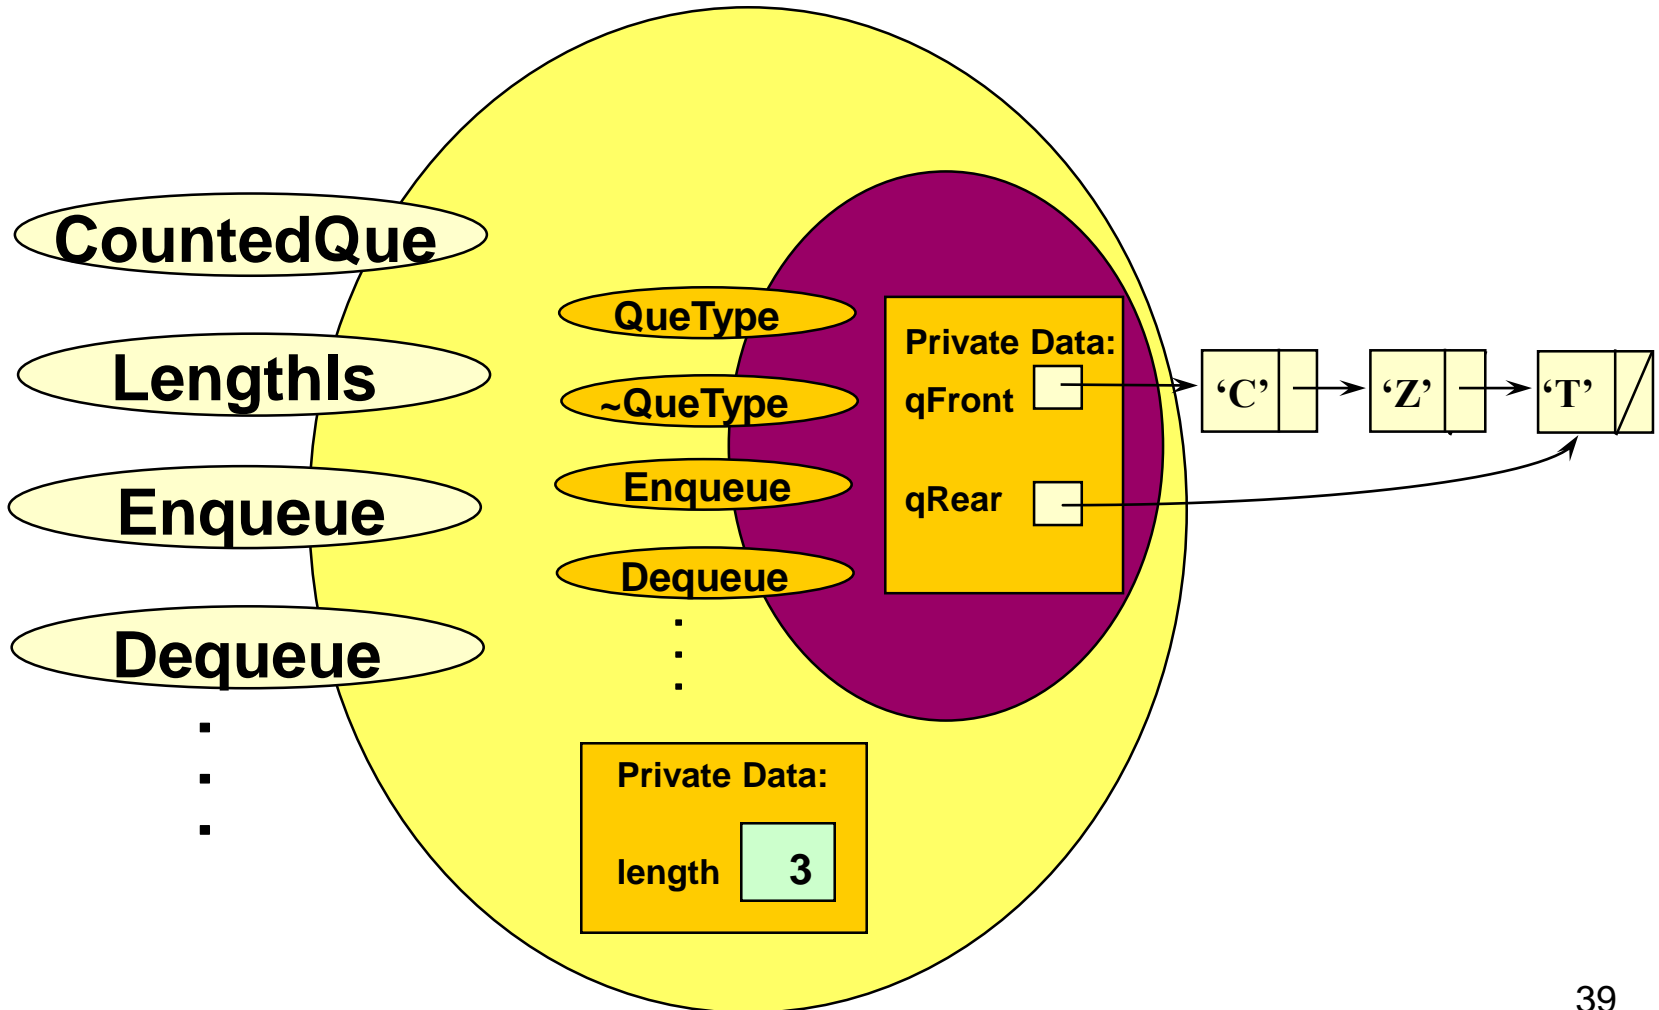 CountedQue
LengthIs
Enqueue
Dequeue
.
.
.
QueType
~QueType
Enqueue
Dequeue
.
.
.
Private Data:
qFront
qRear
‘C’ ‘Z’ ‘T’
Private Data:
length 3
39